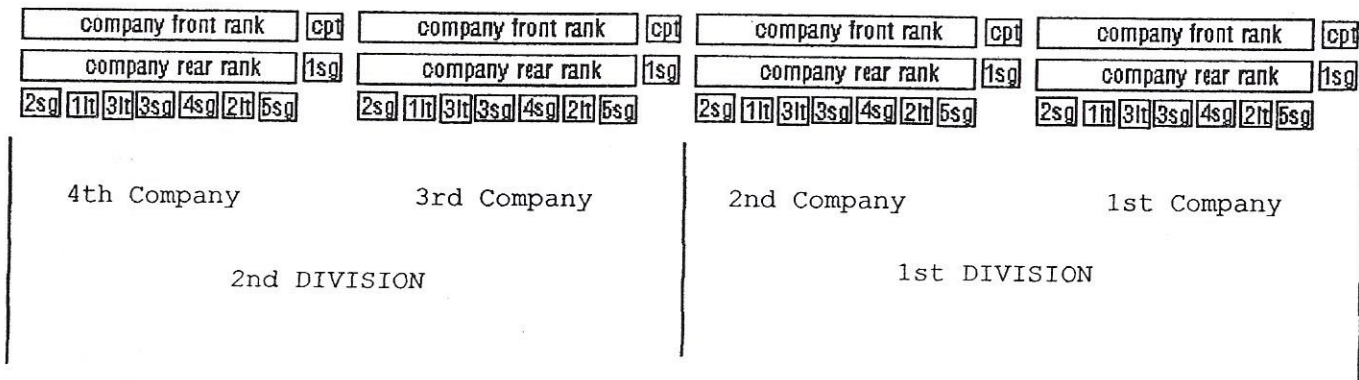 company front rank cpt company front rank cpt company front rank cpt company front rank cpt
company rear rank 1sg company rear rank 1sg company rear rank 1sg company rear rank 1sg
2sg 1lt 3lt 3sg 4sg 2lt 5sg 2sg 1lt 3lt 3sg 4sg 2lt 5sg 2sg 1lt 3lt 3sg 4sg 2lt 5sg 2sg 1lt 3lt 3sg 4sg 2lt 5sg
4th Company 3rd Company 2nd Company 1st Company
2nd DIVISION 1st DIVISION